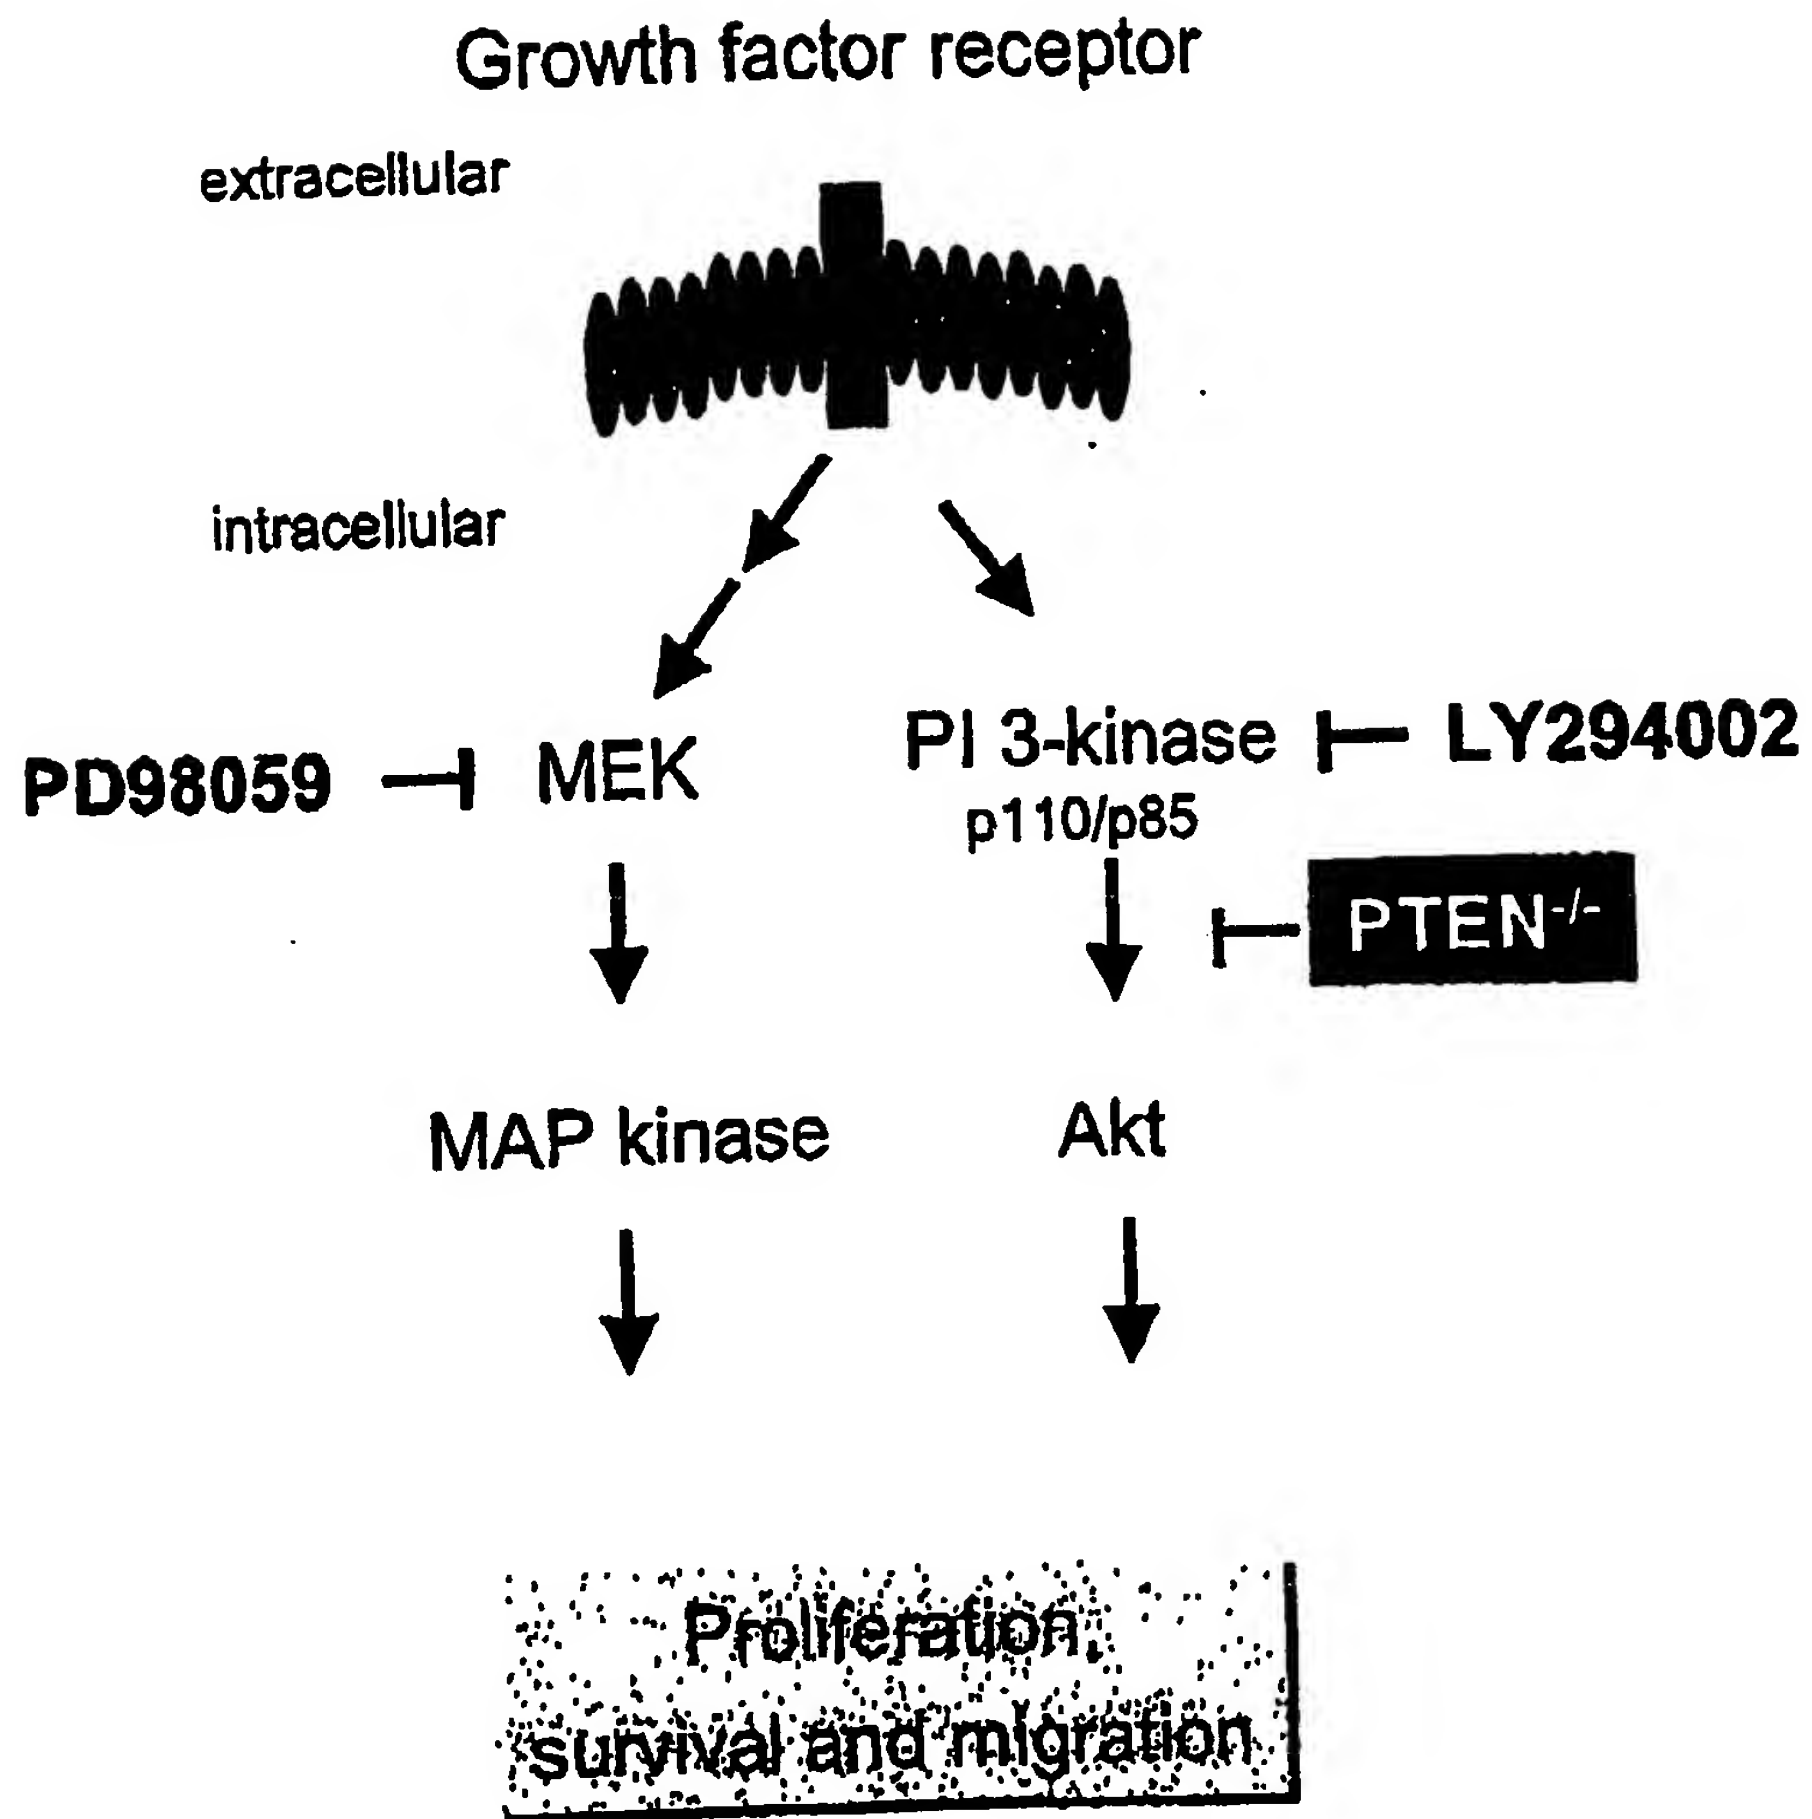 Growth factor receptor
extracellular
intracellular
PD98059
MEK
PI 3-kinase
p110/p85
LY294002
PTEN-/-
MAP kinase
Akt
Proliferation,
survival and migration